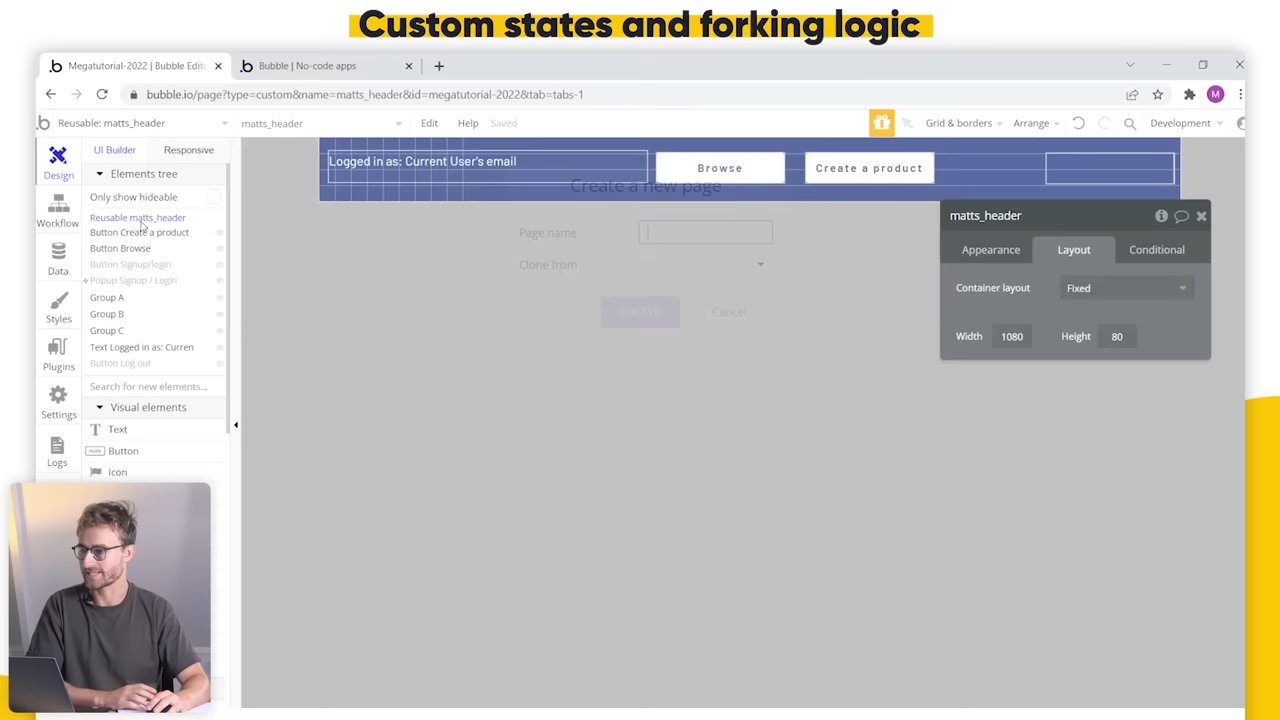 Custom states and forking logic
Megatutorial-2022 | Bubble Edito
Bubble | No-code apps
bubble.io/page?type=custom&name=matts_header&id=megatutorial-2022&tab=tabs-1
M
Reusable: matts_header
matts_header
Edit
Help
Saved
Grid & borders
Arrange
Development
Design
Workflow
Data
Styles
Plugins
Settings
Logs
UI Builder
Responsive
Elements tree
Only show hideable
Reusable matts_header
Button Create a product
Button Browse
Button Signup/login
Popup Signup / Login
Group A
Group B
Group C
Text Logged in as: Curren
Button Log out
Search for new elements...
Visual elements
Text
Button
Icon
Logged in as: Current User's email
Browse
Create a product
Create a new page
Page name
Clone from
CREATE
Cancel
matts_header
Appearance
Layout
Conditional
Container layout
Fixed
Width
1080
Height
80